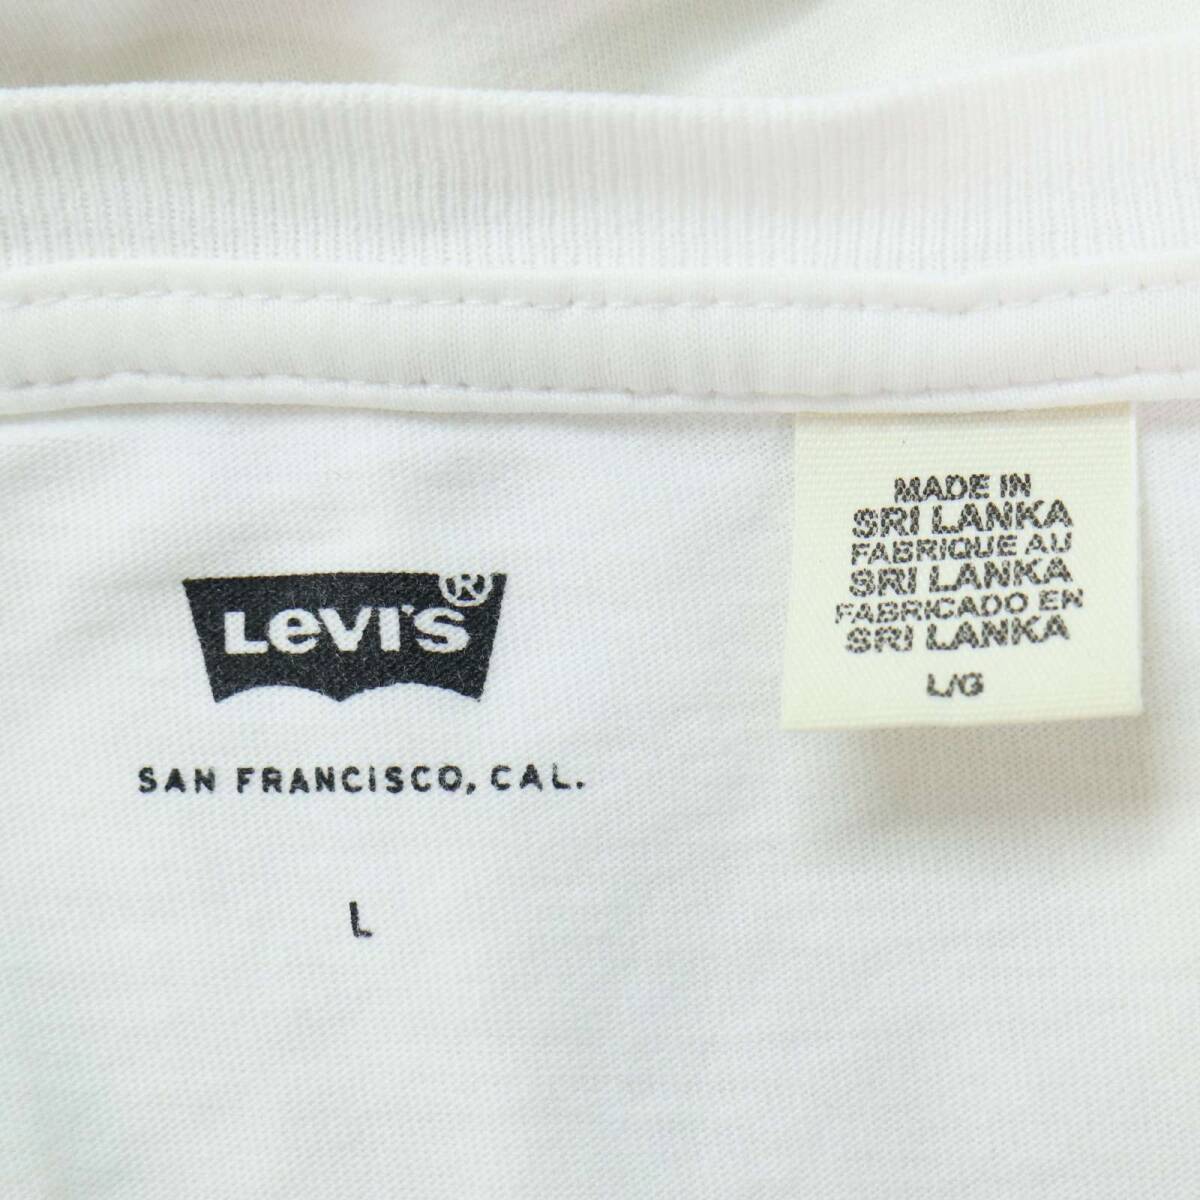 LEVI'S®
SAN FRANCISCO, CAL.
L
MADE IN
SRI LANKA
FABRIQUE AU
SRI LANKA
FABRICADO EN
SRI LANKA
L/G